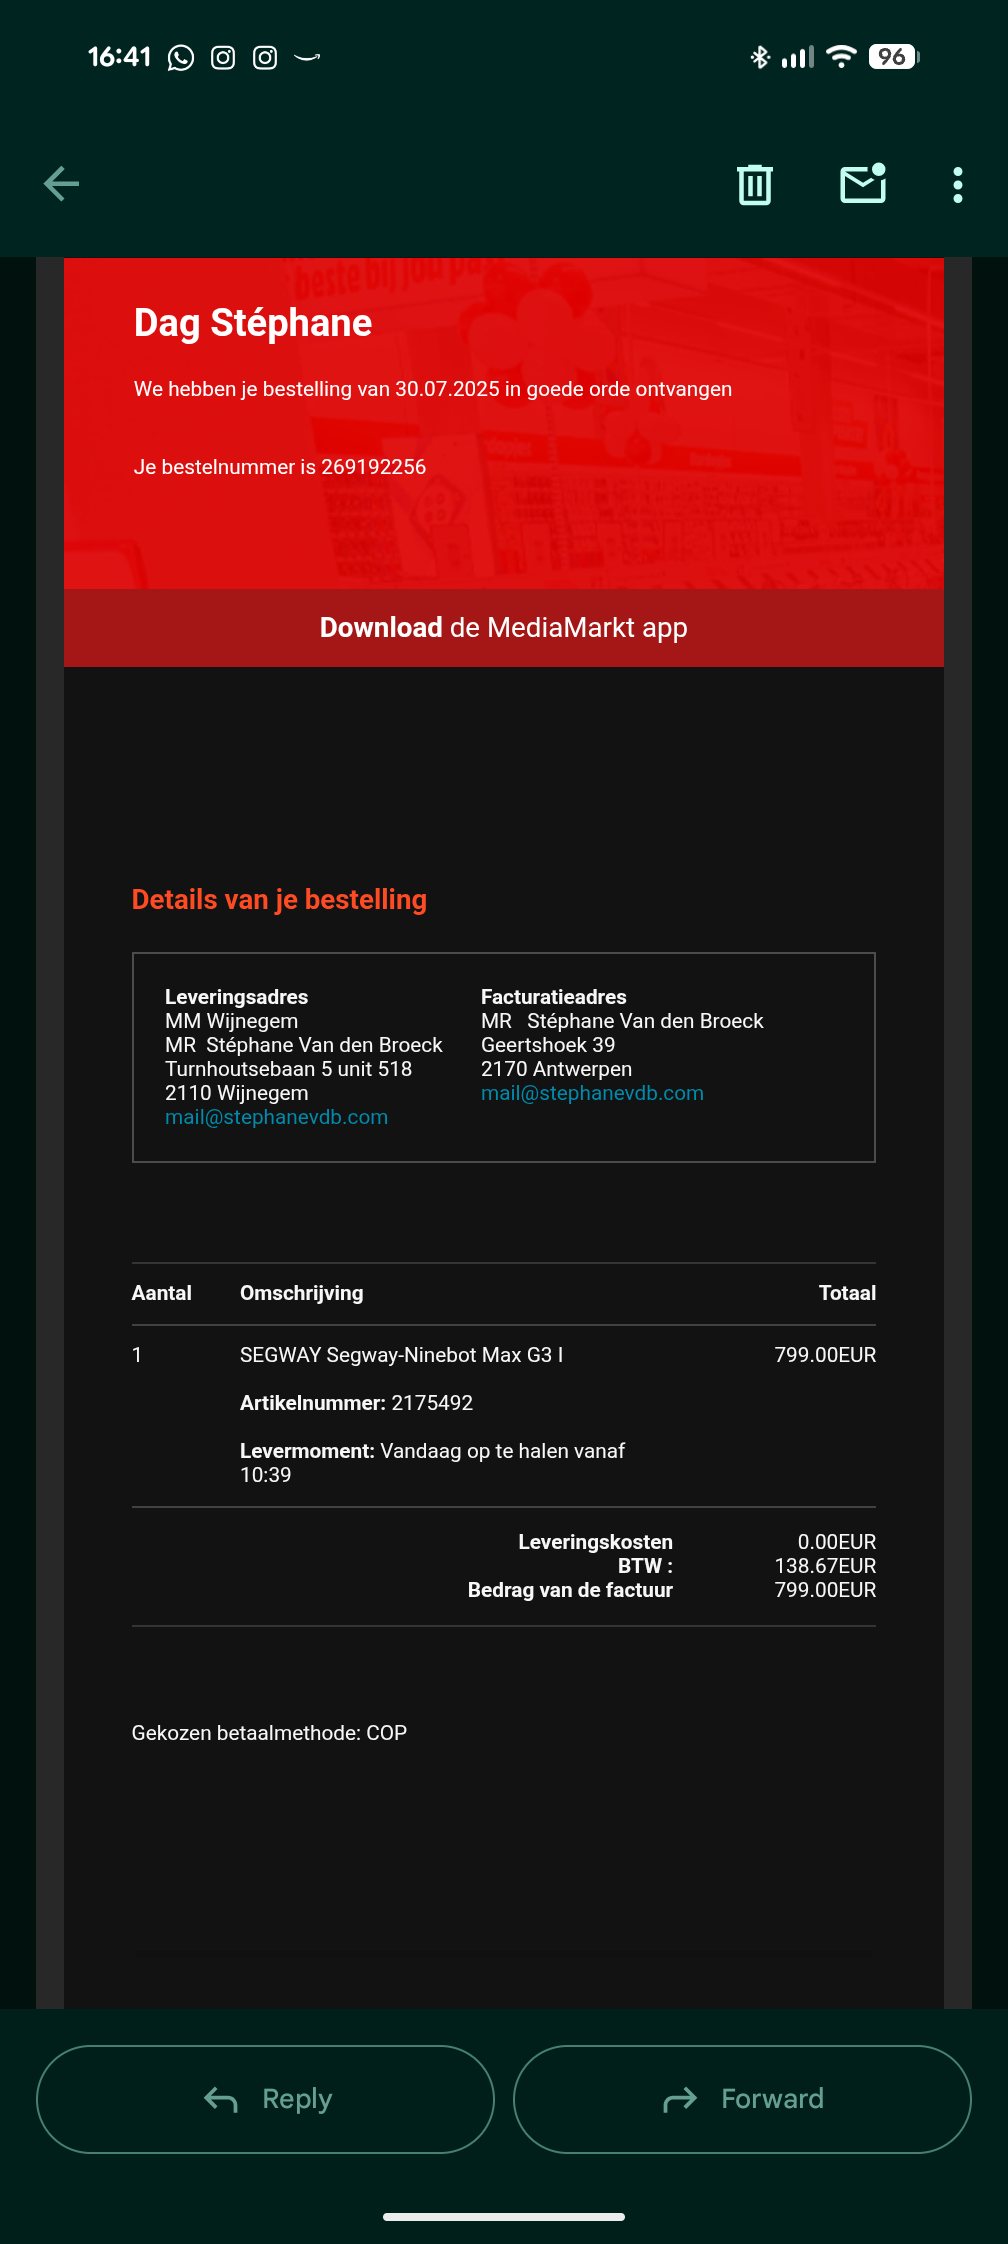 16:41
96
beste bij jou pas
Dag Stéphane
We hebben je bestelling van 30.07.2025 in goede orde ontvangen
Je bestelnummer is 269192256
Download de MediaMarkt app
Details van je bestelling
Leveringsadres
MM Wijnegem
MR Stéphane Van den Broeck
Turnhoutsebaan 5 unit 518
2110 Wijnegem
mail@stephanevdb.com
Facturatieadres
MR Stéphane Van den Broeck
Geertshoek 39
2170 Antwerpen
mail@stephanevdb.com
Aantal Omschrijving Totaal
1 SEGWAY Segway-Ninebot Max G3 I 799.00EUR
Artikelnummer: 2175492
Levermoment: Vandaag op te halen vanaf
10:39
Leveringskosten 0.00EUR
BTW : 138.67EUR
Bedrag van de factuur 799.00EUR
Gekozen betaalmethode: COP
Reply Forward